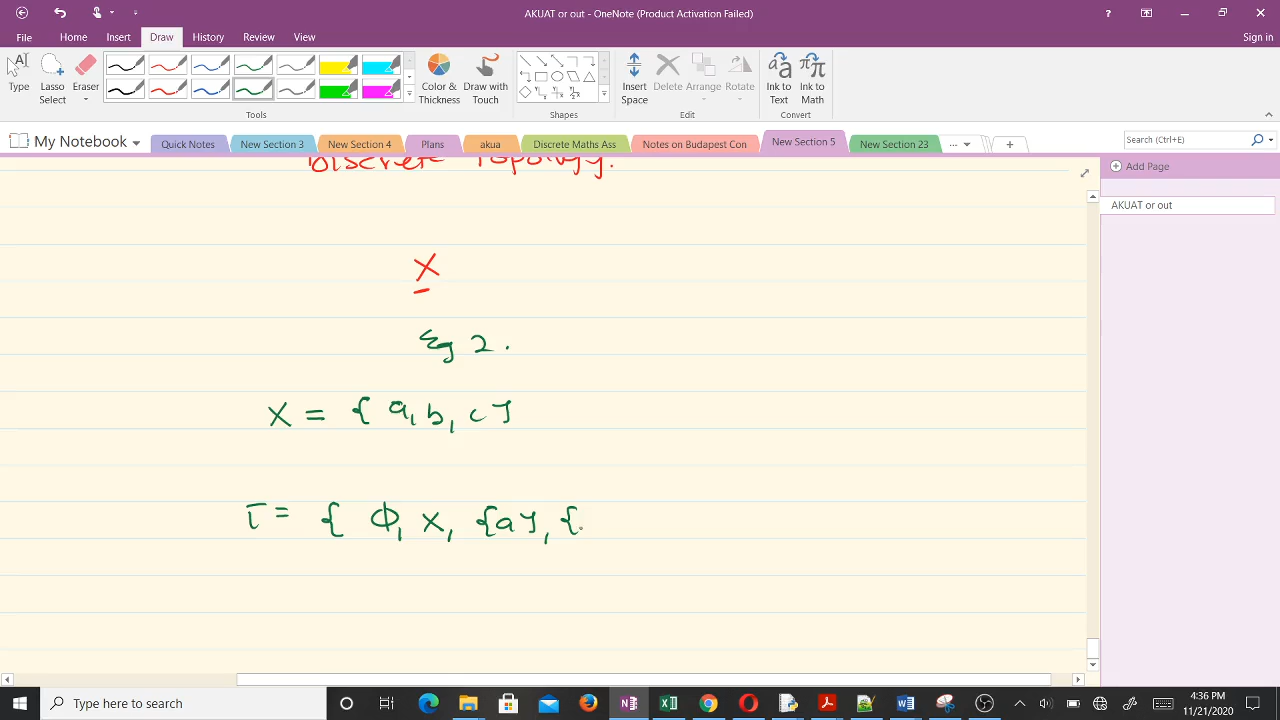 AKUAT or out - OneNote (Product Activation Failed)
File Home Insert Draw History Review View Sign in
Type Lasso Select Eraser Color & Thickness Draw with Touch Insert Space Delete Arrange Rotate Ink to Text Ink to Math
Tools Shapes Edit Convert
My Notebook Quick Notes New Section 3 New Section 4 Plans akua Discrete Maths Ass Notes on Budapest Con New Section 5 New Section 23 ... Search (Ctrl+E)
Add Page
AKUAT or out
Discrete Topology.
X
Eg 2.
X = { a, b, c }
τ = { Φ, X, {a}, {
Type here to search
4:36 PM
11/21/2020